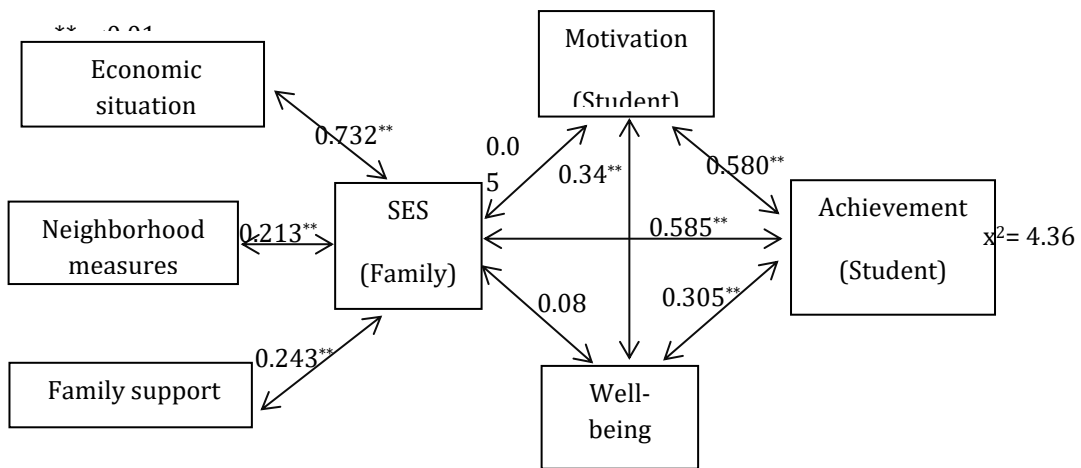 Economic
situation
0.732**
Neighborhood
measures
0.213**
Family support
0.243**
SES
(Family)
Motivation
(Student)
0.0
5
0.34**
0.580**
0.585**
0.08
0.305**
Well-
being
Achievement
(Student)
x²= 4.36